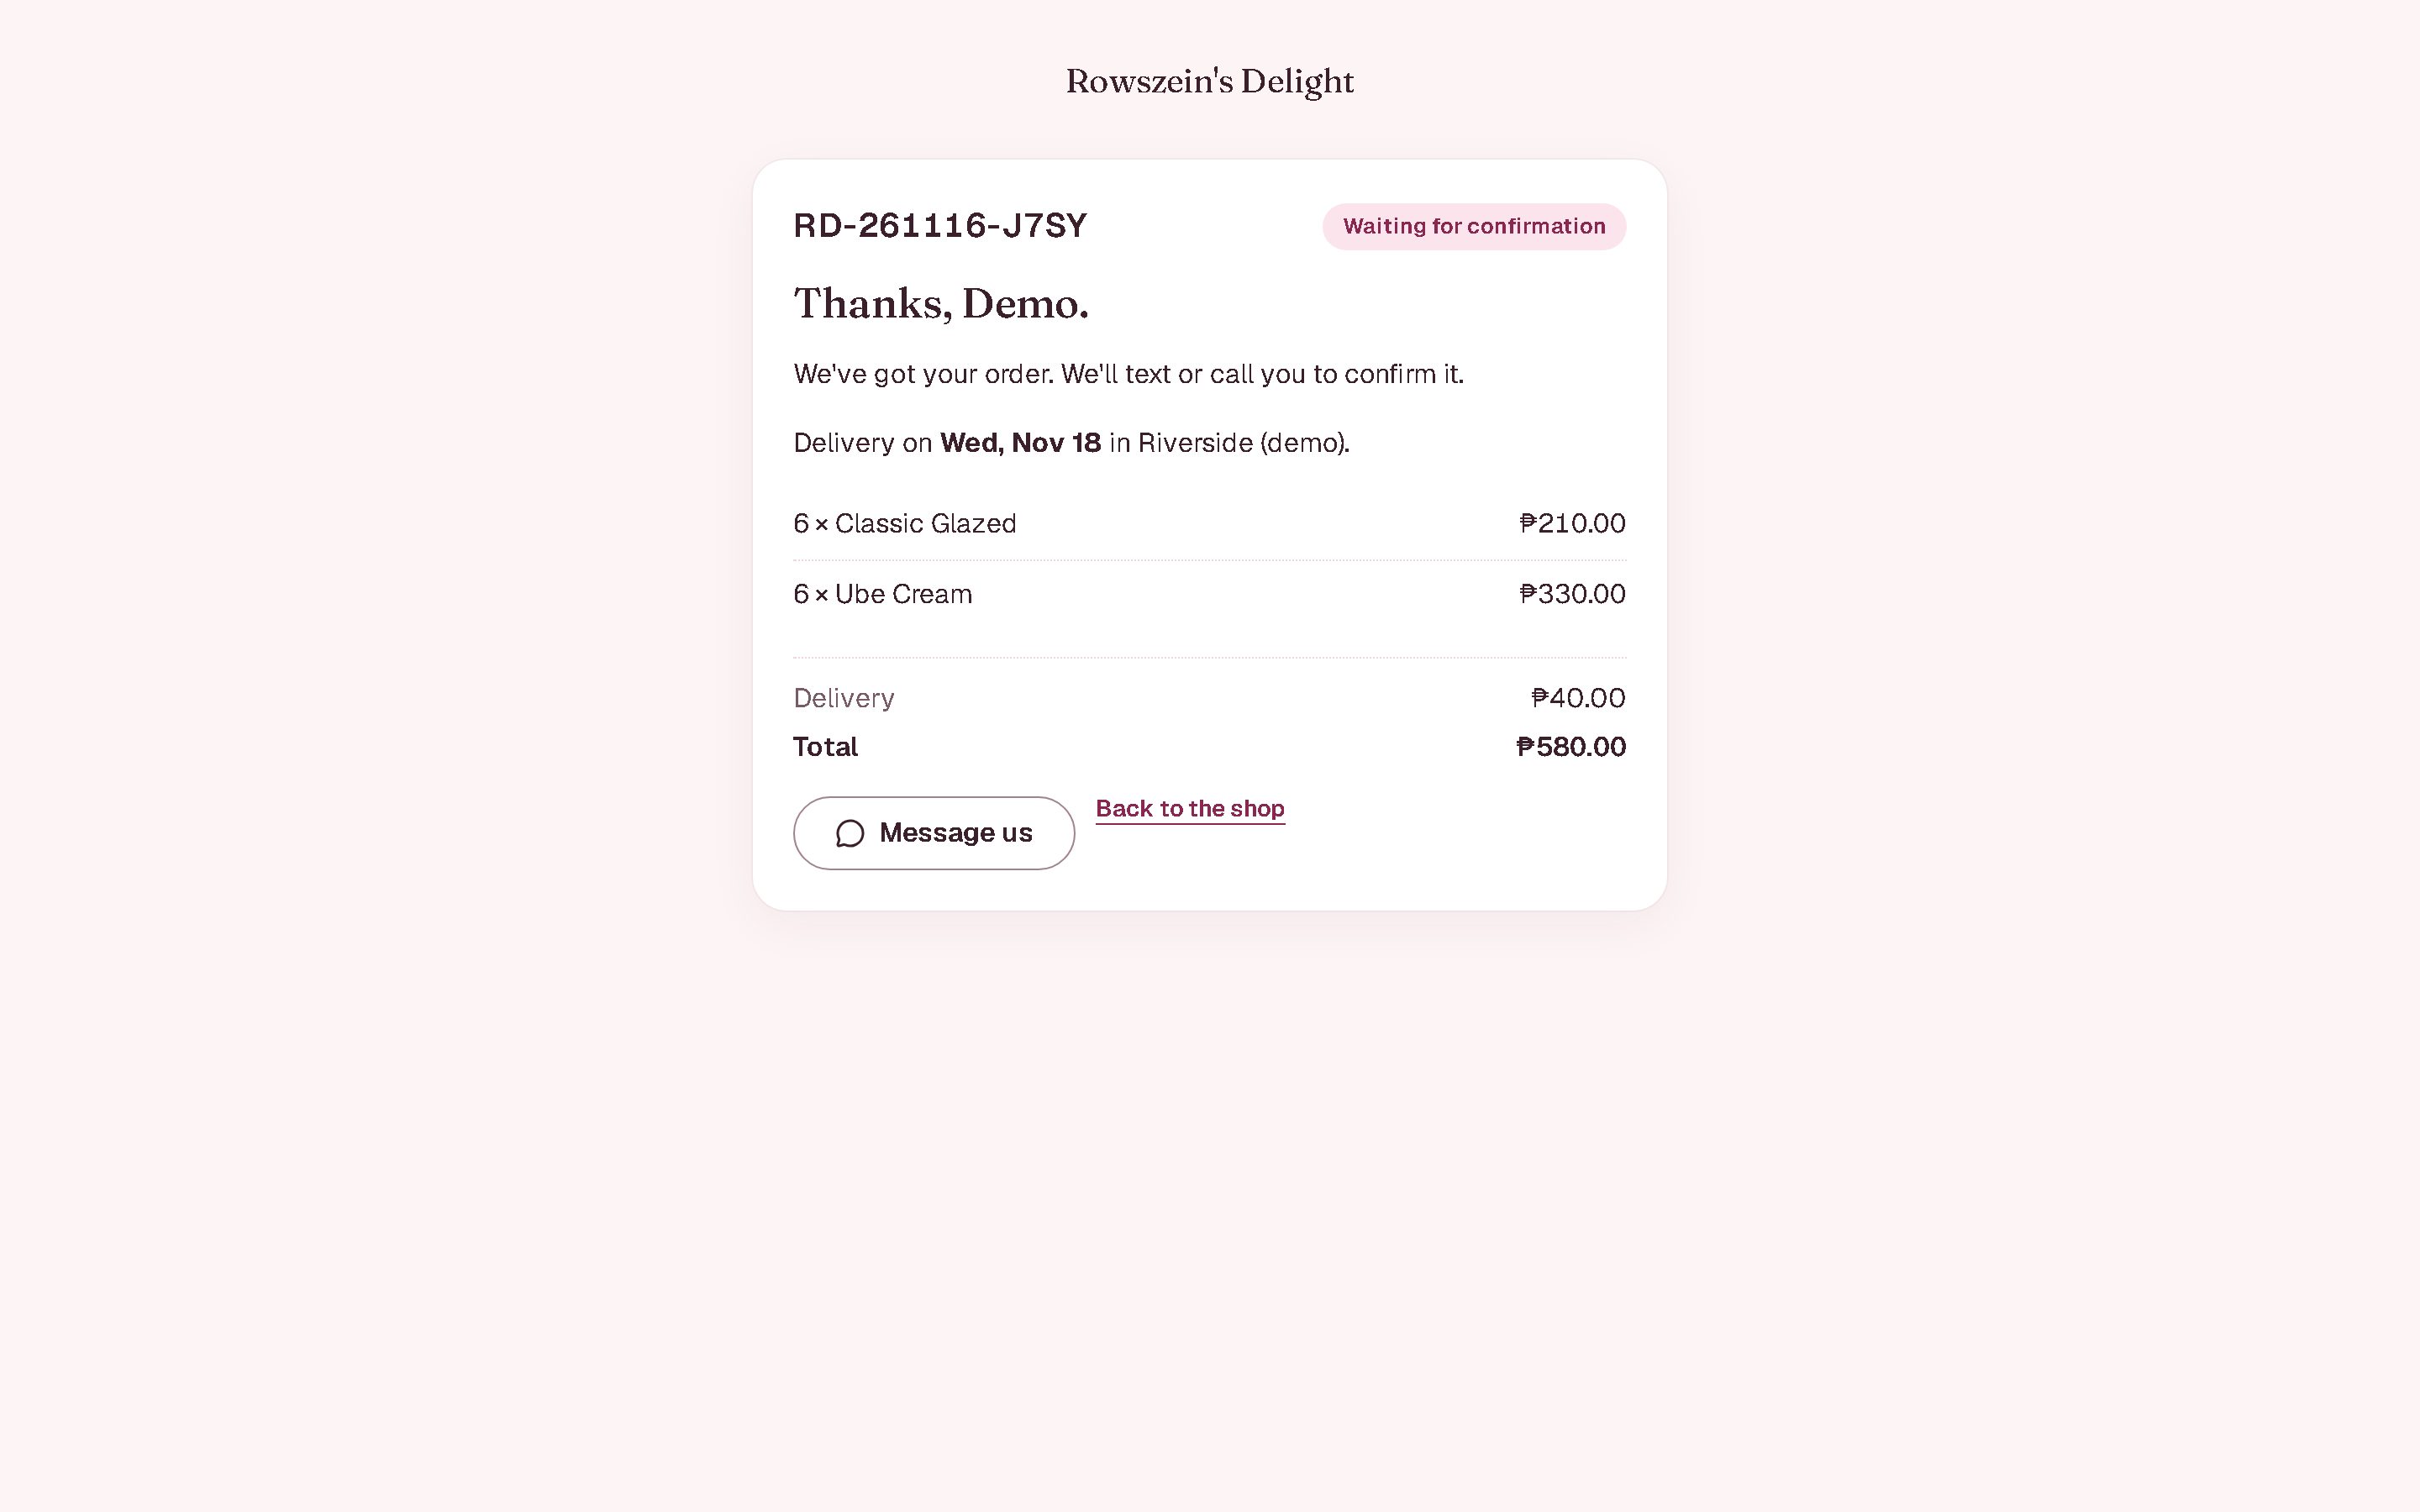 Rowszein's Delight
RD-261116-J7SY
Waiting for confirmation
Thanks, Demo.
We've got your order. We'll text or call you to confirm it.
Delivery on Wed, Nov 18 in Riverside (demo).
6 × Classic Glazed ₱210.00
6 × Ube Cream ₱330.00
Delivery ₱40.00
Total ₱580.00
Message us
Back to the shop